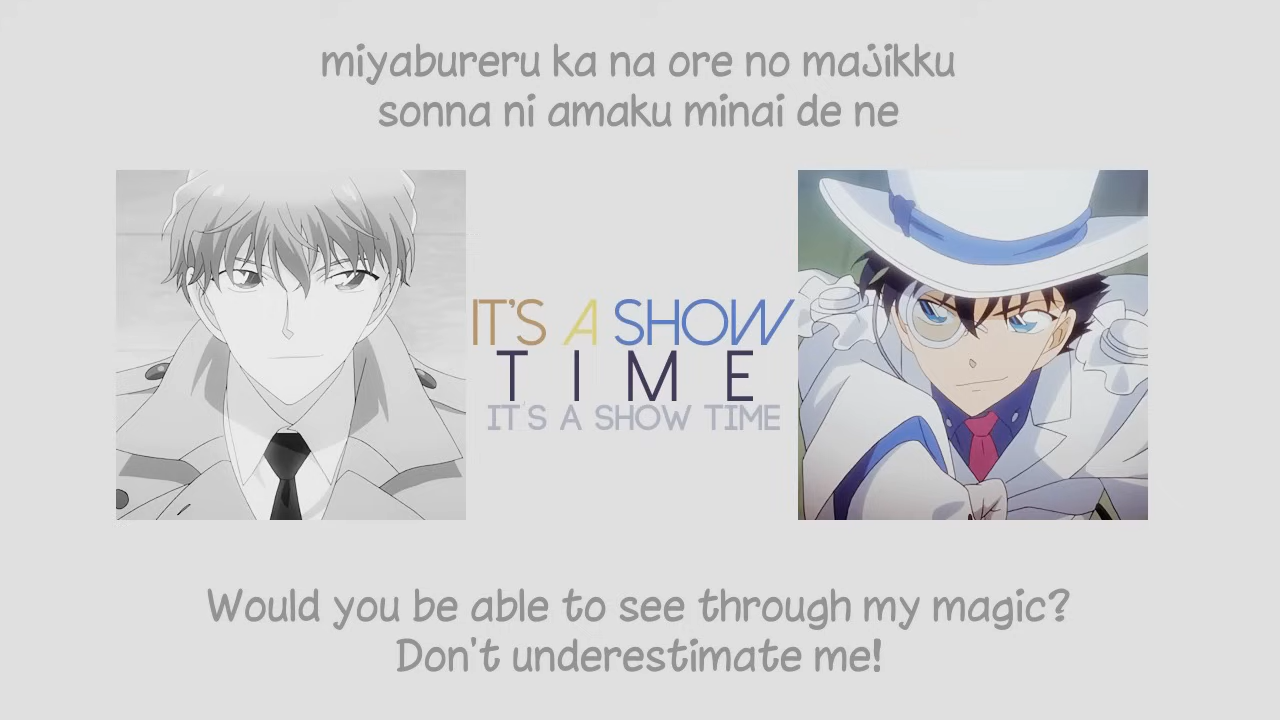 miyabureru ka na ore no majikku
sonna ni amaku minai de ne
IT'S A SHOW
TIME
IT'S A SHOW TIME
Would you be able to see through my magic?
Don't underestimate me!